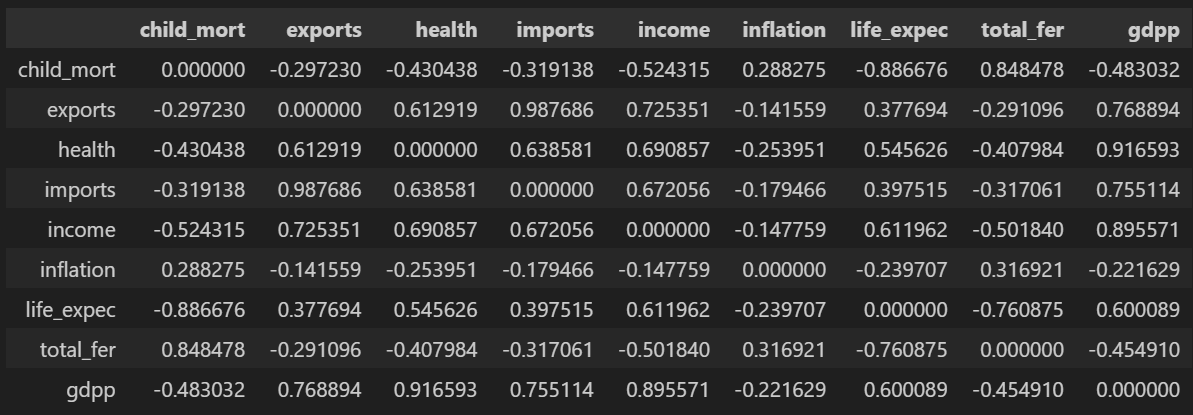 child_mort exports health imports income inflation life_expec total_fer gdpp
child_mort 0.000000 -0.297230 -0.430438 -0.319138 -0.524315 0.288275 -0.886676 0.848478 -0.483032
exports -0.297230 0.000000 0.612919 0.987686 0.725351 -0.141559 0.377694 -0.291096 0.768894
health -0.430438 0.612919 0.000000 0.638581 0.690857 -0.253951 0.545626 -0.407984 0.916593
imports -0.319138 0.987686 0.638581 0.000000 0.672056 -0.179466 0.397515 -0.317061 0.755114
income -0.524315 0.725351 0.690857 0.672056 0.000000 -0.147759 0.611962 -0.501840 0.895571
inflation 0.288275 -0.141559 -0.253951 -0.179466 -0.147759 0.000000 -0.239707 0.316921 -0.221629
life_expec -0.886676 0.377694 0.545626 0.397515 0.611962 -0.239707 0.000000 -0.760875 0.600089
total_fer 0.848478 -0.291096 -0.407984 -0.317061 -0.501840 0.316921 -0.760875 0.000000 -0.454910
gdpp -0.483032 0.768894 0.916593 0.755114 0.895571 -0.221629 0.600089 -0.454910 0.000000